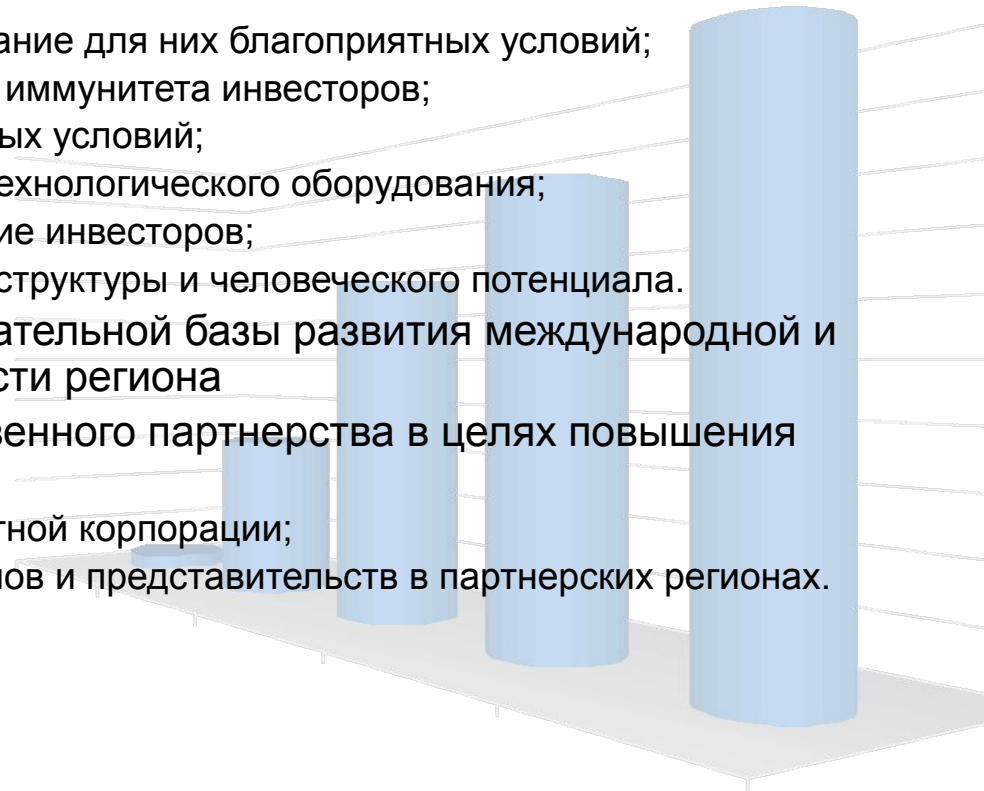 ание для них благоприятных условий;
иммунитета инвесторов;
ых условий;
ехнологического оборудования;
ие инвесторов;
структуры и человеческого потенциала.
ательной базы развития международной и
сти региона
венного партнерства в целях повышения
тной корпорации;
ов и представительств в партнерских регионах.